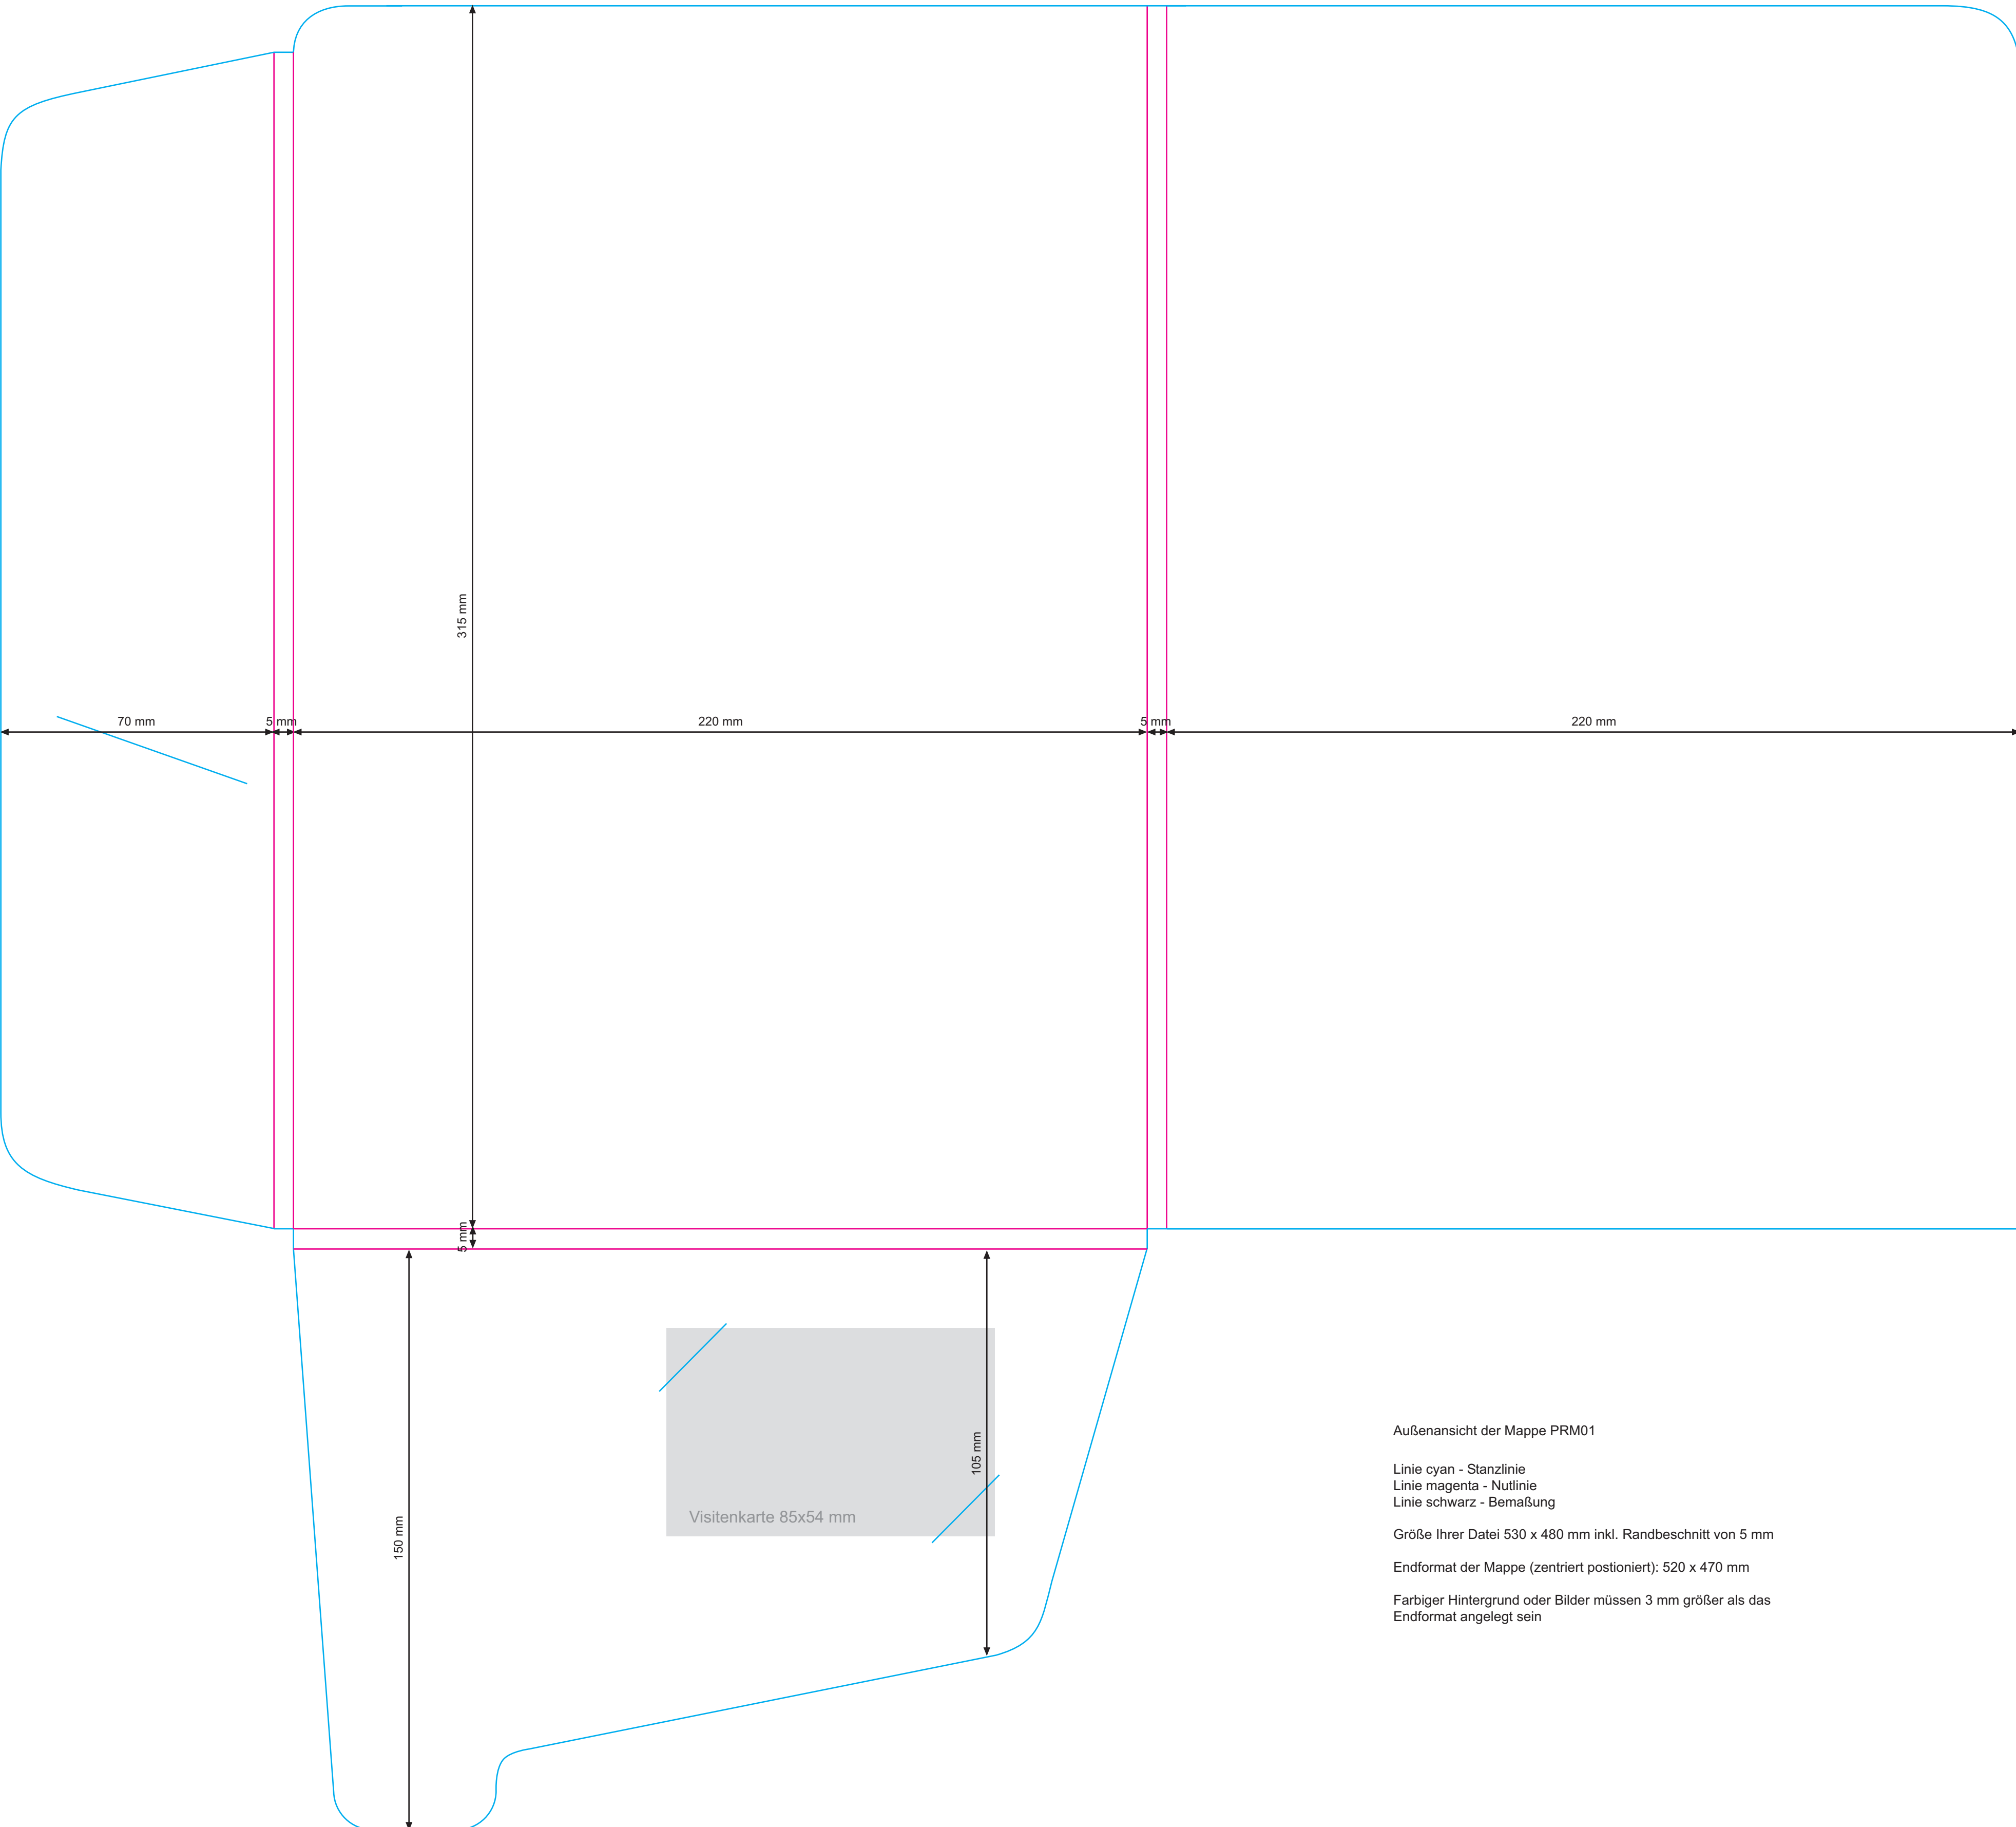 315 mm
70 mm
5 mm
220 mm
5 mm
220 mm
5 mm
150 mm
105 mm
Visitenkarte 85x54 mm
Außenansicht der Mappe PRM01
Linie cyan - Stanzlinie
Linie magenta - Nutlinie
Linie schwarz - Bemaßung
Größe Ihrer Datei 530 x 480 mm inkl. Randbeschnitt von 5 mm
Endformat der Mappe (zentriert postioniert): 520 x 470 mm
Farbiger Hintergrund oder Bilder müssen 3 mm größer als das
Endformat angelegt sein